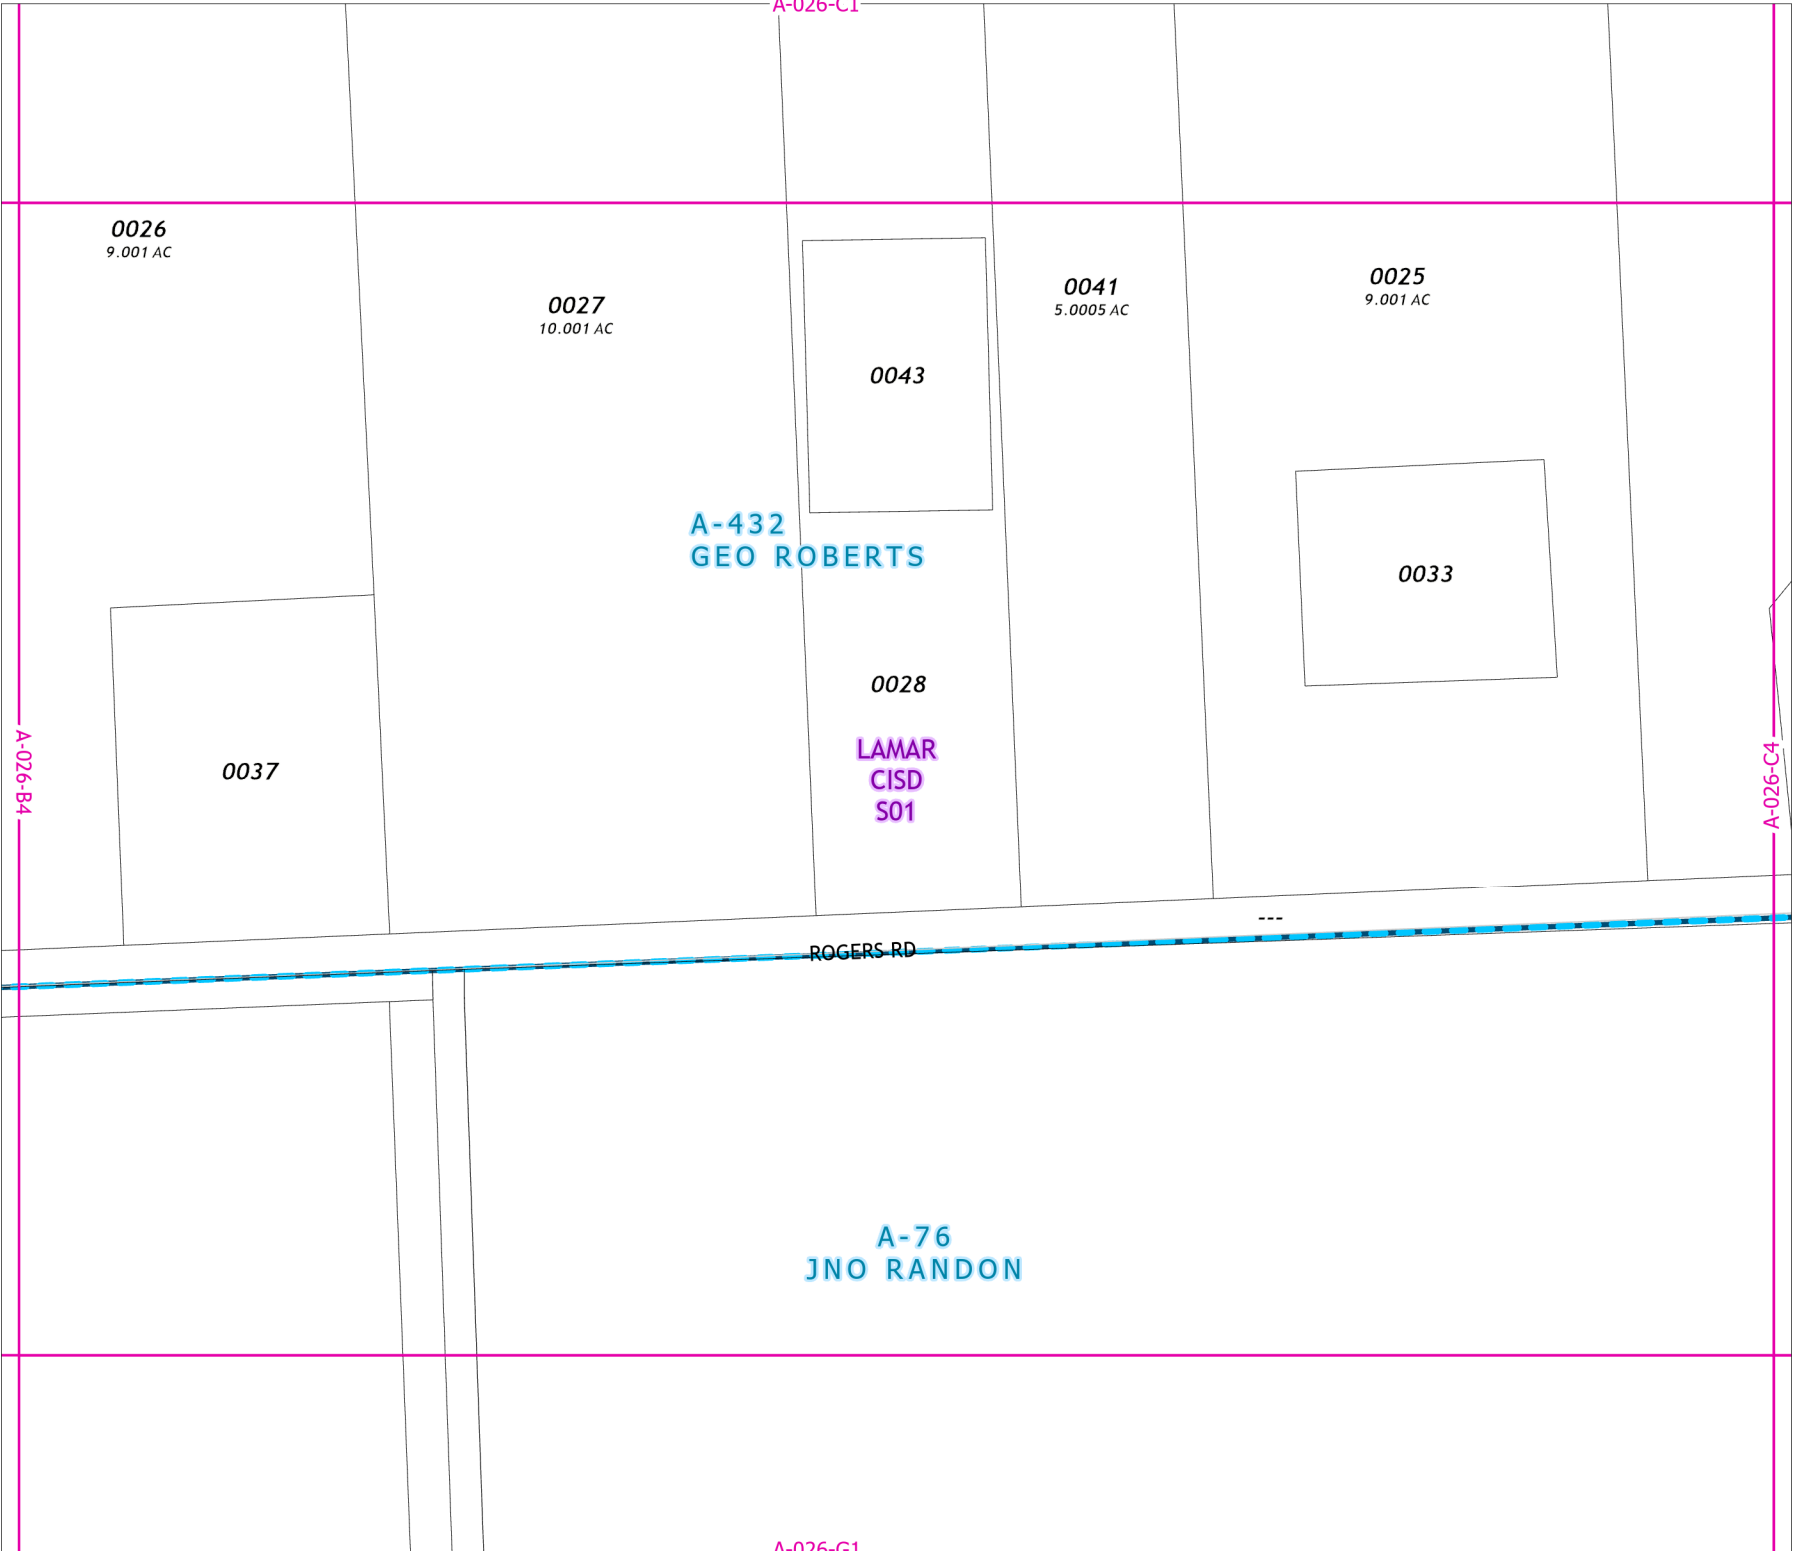 A-026-C1
0026
9.001 AC
0027
10.001 AC
0043
0041
5.0005 AC
0025
9.001 AC
A-432
GEO ROBERTS
0033
0028
0037
LAMAR
CISD
S01
A-026-B4
A-026-C4
---
ROGERS RD
A-76
JNO RANDON
A-026-G1